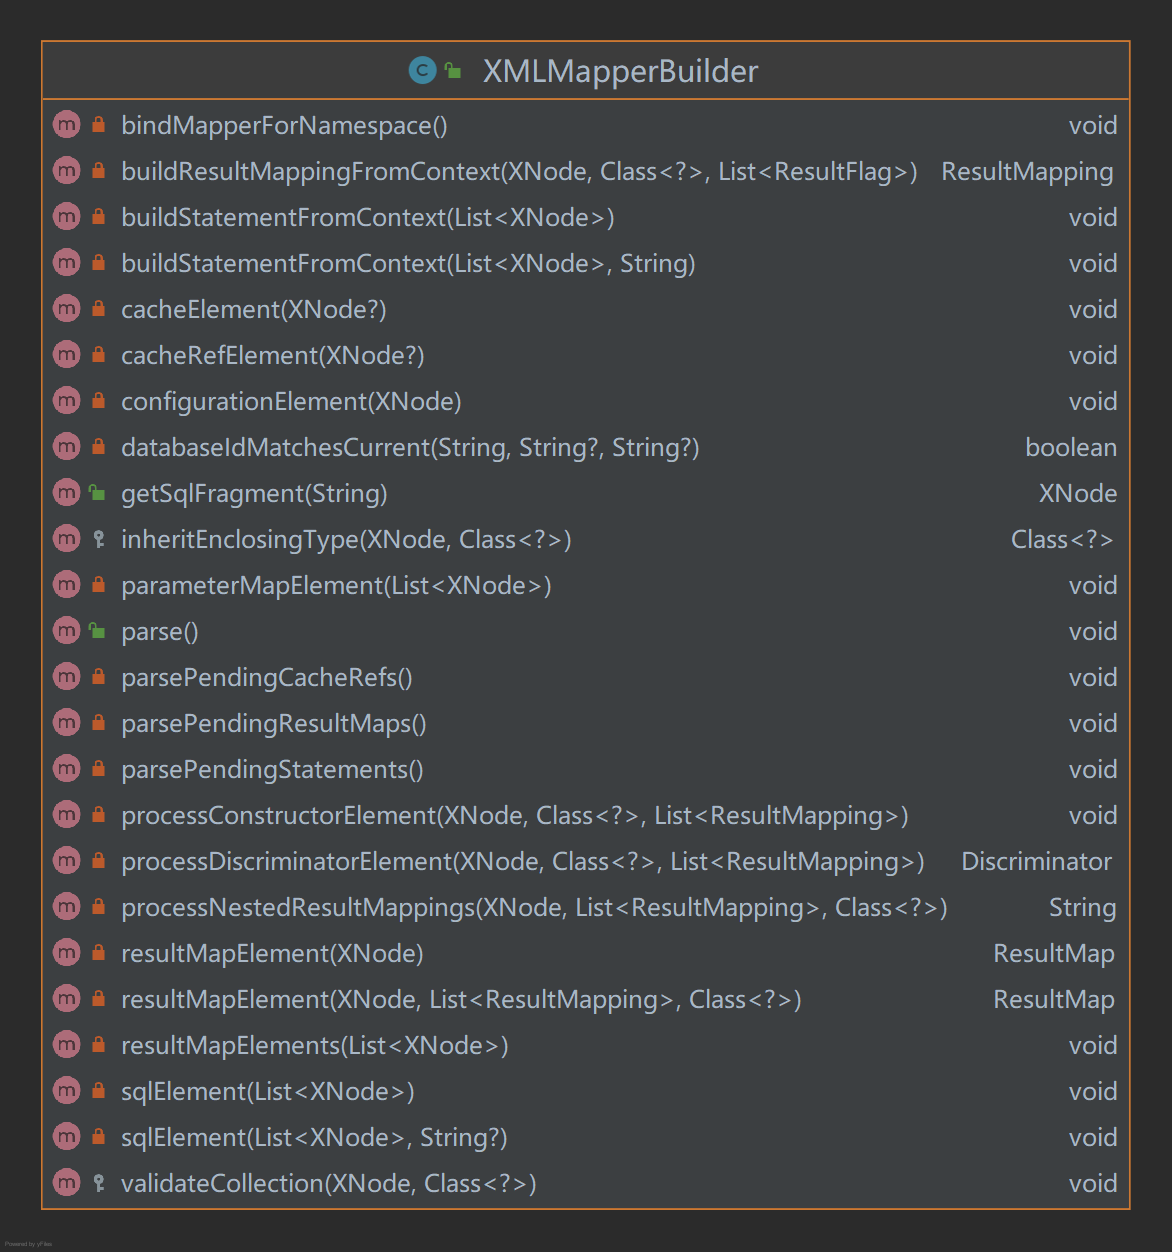 C XMLMapperBuilder
m bindMapperForNamespace() void
m buildResultMappingFromContext(XNode, Class<?>, List<ResultFlag>) ResultMapping
m buildStatementFromContext(List<XNode>) void
m buildStatementFromContext(List<XNode>, String) void
m cacheElement(XNode?) void
m cacheRefElement(XNode?) void
m configurationElement(XNode) void
m databaseIdMatchesCurrent(String, String?, String?) boolean
m getSqlFragment(String) XNode
m inheritEnclosingType(XNode, Class<?>) Class<?>
m parameterMapElement(List<XNode>) void
m parse() void
m parsePendingCacheRefs() void
m parsePendingResultMaps() void
m parsePendingStatements() void
m processConstructorElement(XNode, Class<?>, List<ResultMapping>) void
m processDiscriminatorElement(XNode, Class<?>, List<ResultMapping>) Discriminator
m processNestedResultMappings(XNode, List<ResultMapping>, Class<?>) String
m resultMapElement(XNode) ResultMap
m resultMapElement(XNode, List<ResultMapping>, Class<?>) ResultMap
m resultMapElements(List<XNode>) void
m sqlElement(List<XNode>) void
m sqlElement(List<XNode>, String?) void
m validateCollection(XNode, Class<?>) void
Powered by yFiles